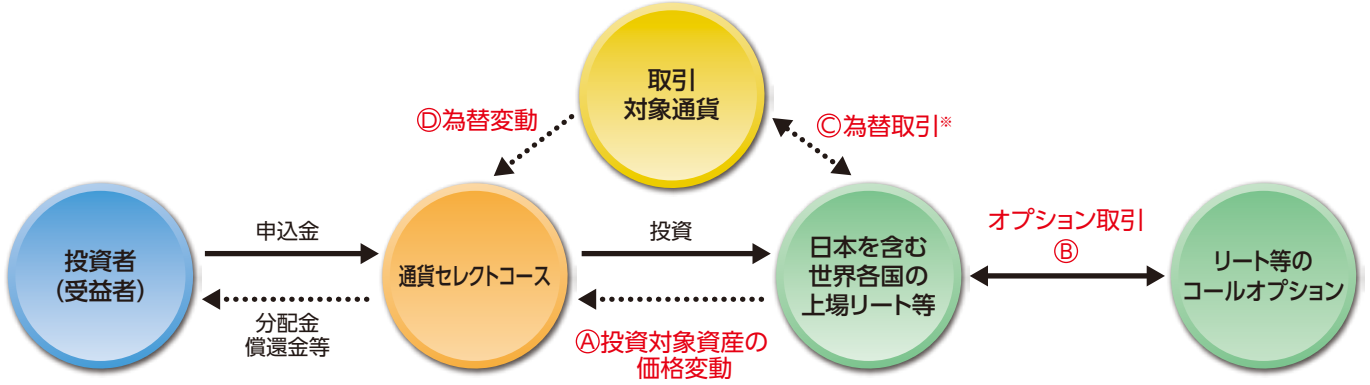 取引
対象通貨
Ⓓ為替変動
Ⓒ為替取引※
投資者
（受益者）
申込金
分配金
償還金等
通貨セレクトコース
投資
Ⓐ投資対象資産の
価格変動
日本を含む
世界各国の
上場リート等
オプション取引
Ⓑ
リート等の
コールオプション